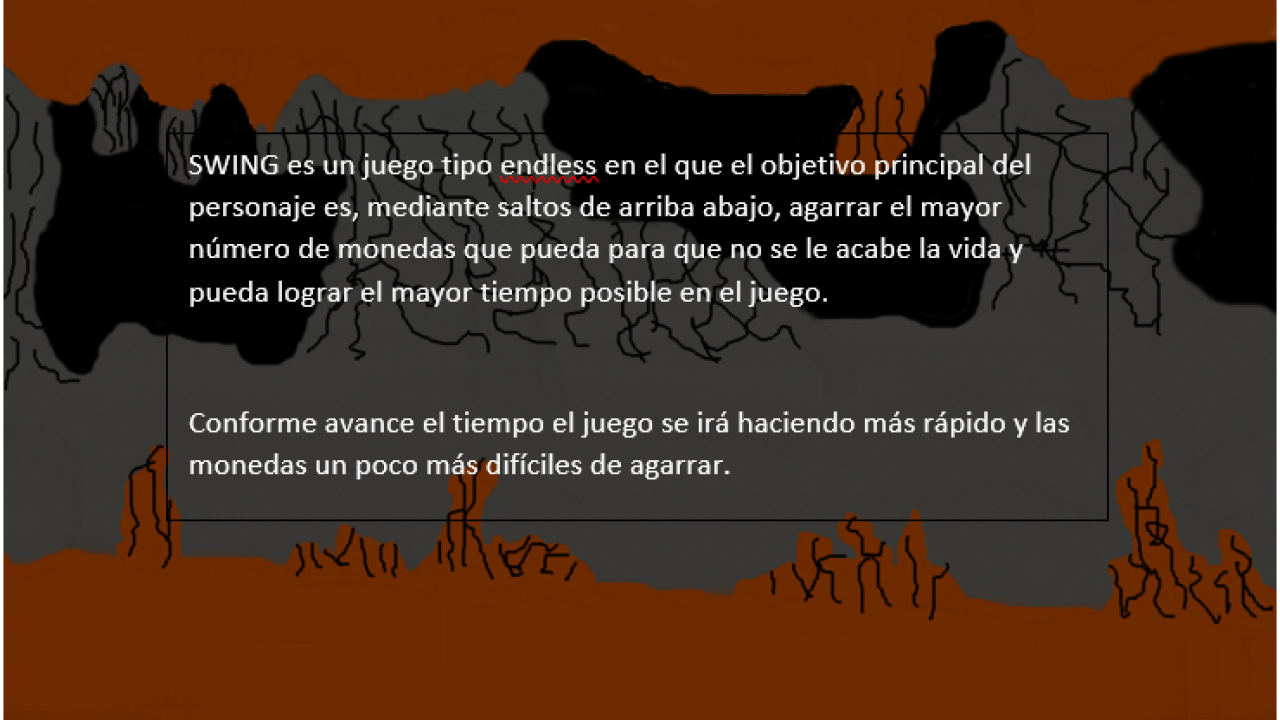 SWING es un juego tipo endless en el que el objetivo principal del
personaje es, mediante saltos de arriba abajo, agarrar el mayor
número de monedas que pueda para que no se le acabe la vida y
pueda lograr el mayor tiempo posible en el juego.
Conforme avance el tiempo el juego se irá haciendo más rápido y las
monedas un poco más difíciles de agarrar.